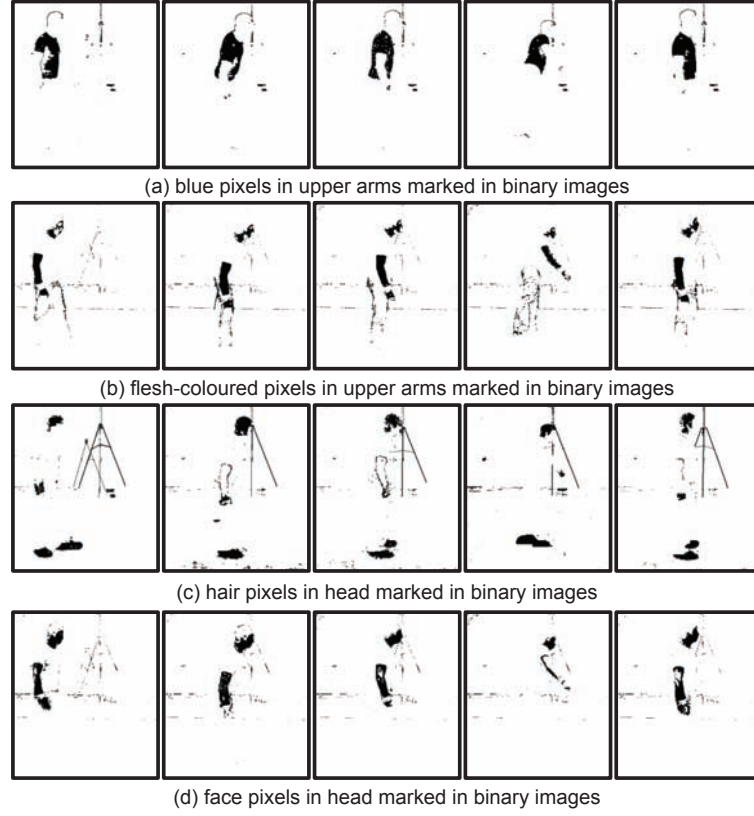 (a) blue pixels in upper arms marked in binary images
(b) flesh-coloured pixels in upper arms marked in binary images
(c) hair pixels in head marked in binary images
(d) face pixels in head marked in binary images